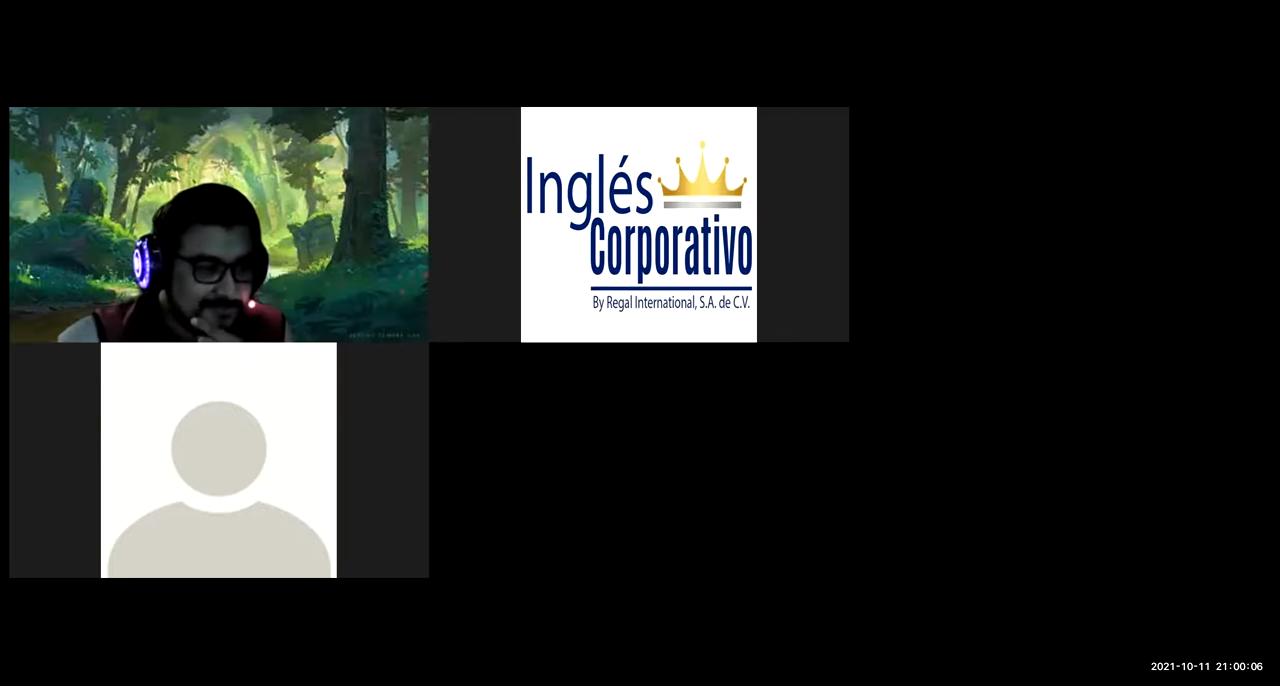 Inglés
Corporativo
By Regal International, S.A. de C.V.
2021-10-11 21:00:06